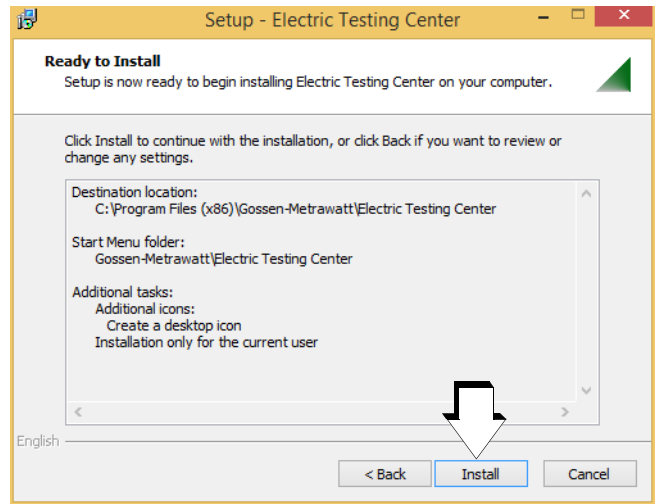 Setup - Electric Testing Center
Ready to Install
Setup is now ready to begin installing Electric Testing Center on your computer.
Click Install to continue with the installation, or click Back if you want to review or
change any settings.
Destination location:
C:\Program Files (x86)\Gossen-Metrawatt\Electric Testing Center
Start Menu folder:
Gossen-Metrawatt\Electric Testing Center
Additional tasks:
Additional icons:
Create a desktop icon
Installation only for the current user
English
< Back Install Cancel